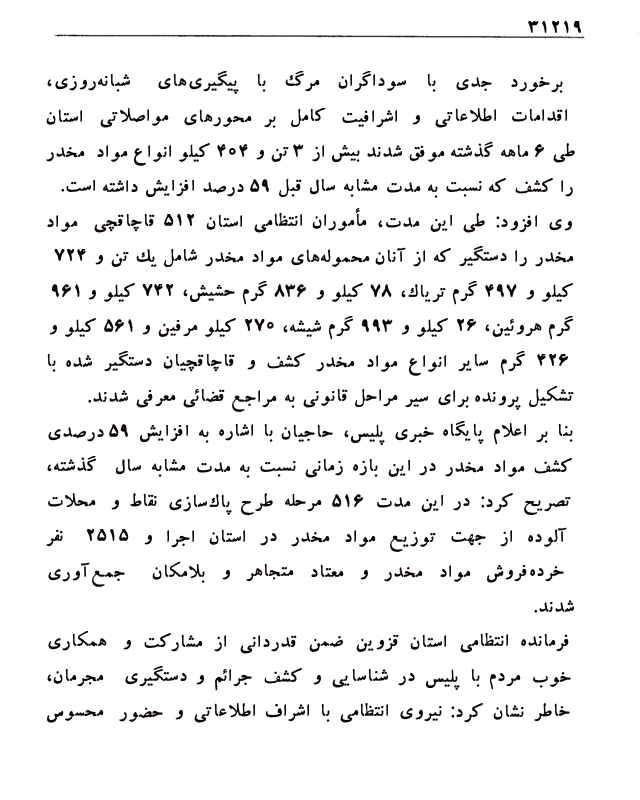 ۳۱۲۱۹
برخورد جدی با سوداگران مرگ با پیگیری‌های شبانه‌روزی،
اقدامات اطلاعاتی و اشرافیت کامل بر محورهای مواصلاتی استان
طی ۶ ماهه گذشته موفق شدند بیش از ۳ تن و ۴۰۴ کیلو انواع مواد مخدر
را کشف که نسبت به مدت مشابه سال قبل ۵۹ درصد افزایش داشته است.
وی افزود: طی این مدت، مأموران انتظامی استان ۵۱۲ قاچاقچی مواد
مخدر را دستگیر که از آنان محموله‌های مواد مخدر شامل یك تن و ۷۲۴
کیلو و ۴۹۷ گرم تریاك، ۷۸ کیلو و ۸۳۶ گرم حشیش، ۷۴۲ کیلو و ۹۶۱
گرم هروئین، ۲۶ کیلو و ۹۹۳ گرم شیشه، ۲۷۰ کیلو مرفین و ۵۶۱ کیلو و
۴۲۶ گرم سایر انواع مواد مخدر کشف و قاچاقچیان دستگیر شده با
تشکیل پرونده برای سیر مراحل قانونی به مراجع قضائی معرفی شدند.
بنا بر اعلام پایگاه خبری پلیس، حاجیان با اشاره به افزایش ۵۹ درصدی
کشف مواد مخدر در این بازه زمانی نسبت به مدت مشابه سال گذشته،
تصریح کرد: در این مدت ۵۱۶ مرحله طرح پاك‌سازی نقاط و محلات
آلوده از جهت توزیع مواد مخدر در استان اجرا و ۲۵۱۵ نفر
خرده‌فروش مواد مخدر و معتاد متجاهر و بلامکان جمع‌آوری
شدند.
فرمانده انتظامی استان قزوین ضمن قدردانی از مشارکت و همکاری
خوب مردم با پلیس در شناسایی و کشف جرائم و دستگیری مجرمان،
خاطر نشان کرد: نیروی انتظامی با اشراف اطلاعاتی و حضور محسوس